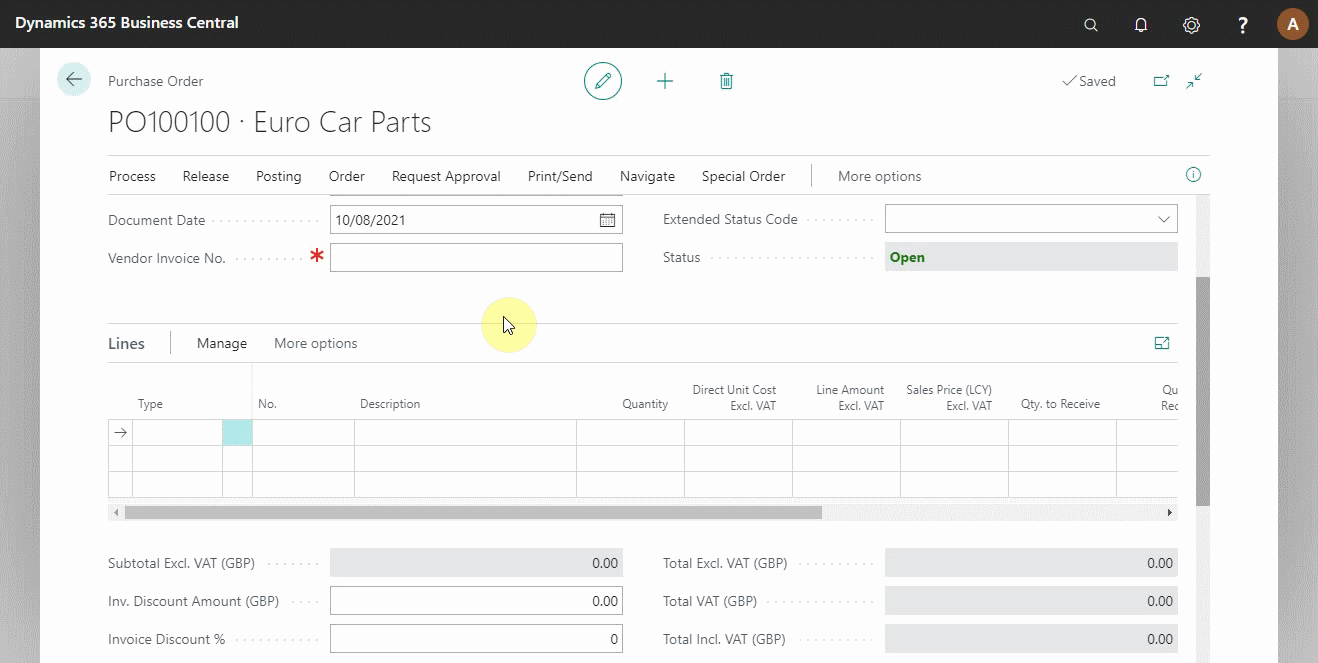 Dynamics 365 Business Central
?
A
Purchase Order
Saved
PO100100 · Euro Car Parts
Process Release Posting Order Request Approval Print/Send Navigate Special Order More options
Document Date 10/08/2021 Extended Status Code
Vendor Invoice No. * Status Open
Lines Manage More options
Type No. Description Quantity Direct Unit Cost Excl. VAT Line Amount Excl. VAT Sales Price (LCY) Excl. VAT Qty. to Receive Qu Rec
Subtotal Excl. VAT (GBP) 0.00 Total Excl. VAT (GBP) 0.00
Inv. Discount Amount (GBP) 0.00 Total VAT (GBP) 0.00
Invoice Discount % 0 Total Incl. VAT (GBP) 0.00